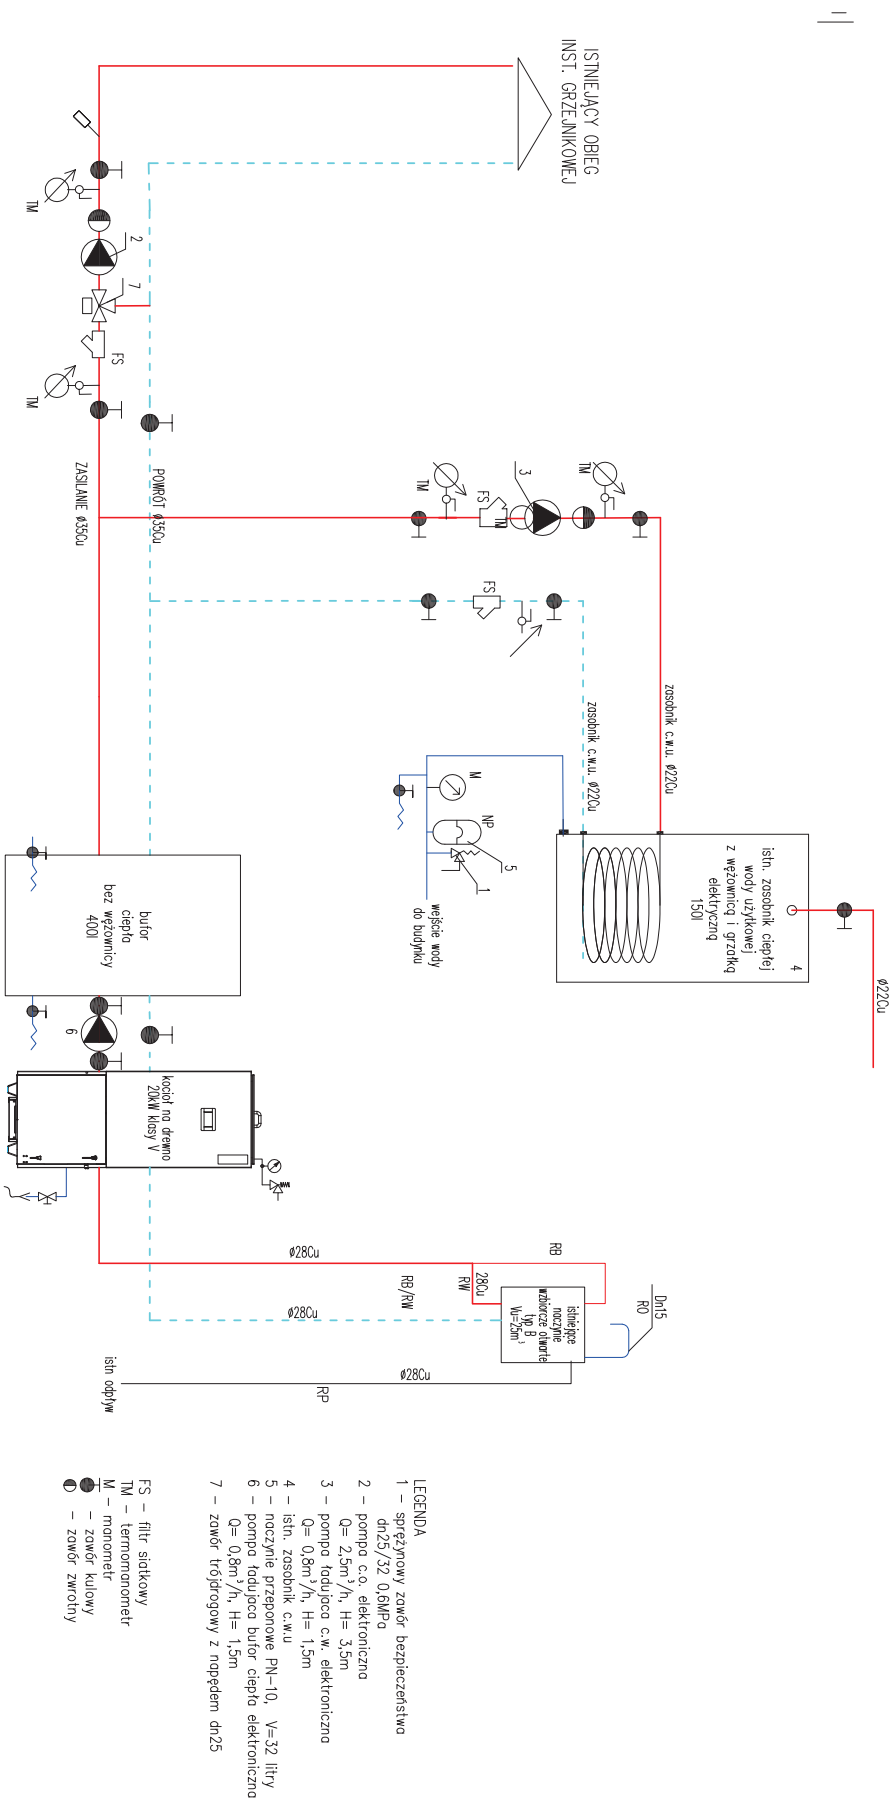 ISTNIEJĄCY OBIEG
INST. GRZEJNIKOWEJ
TM
2
7
FS
TM
ZASILANIE ø35Cu
POWRÓT ø35Cu
TM
FS
3
TM
TM
FS
zasobnik c.w.u. ø22Cu
zasobnik c.w.u. ø22Cu
M
NP
5
1
wejście wody
do budynku
istn. zasobnik ciepłej
wody użytkowej
z wężownicą i grzałką
elektryczną
150l
4
ø22Cu
bufor
ciepła
bez wężownicy
400l
6
kocioł na drewno
20kW klasy V
ø28Cu
ø28Cu
RB/RW
RB
RW
28Cu
istniejące
naczynie
wzbiorcze otwarte
typ B
Vu=25m³
Dn15
RO
ø28Cu
RP
istn odpływ
LEGENDA
1 – sprężynowy zawór bezpieczeństwa
dn25/32 0,6MPa
2 – pompa c.o. elektroniczna
Q= 2,5m³/h, H= 3,5m
3 – pompa ładująca c.w. elektroniczna
Q= 0,8m³/h, H= 1,5m
4 – istn. zasobnik c.w.u
5 – naczynie przeponowe PN–10, V=32 litry
6 – pompa ładująca bufor ciepła elektroniczna
Q= 0,8m³/h, H= 1,5m
7 – zawór trójdrogowy z napędem dn25
FS – filtr siatkowy
TM – termomanometr
M – manometr
– zawór kulowy
– zawór zwrotny